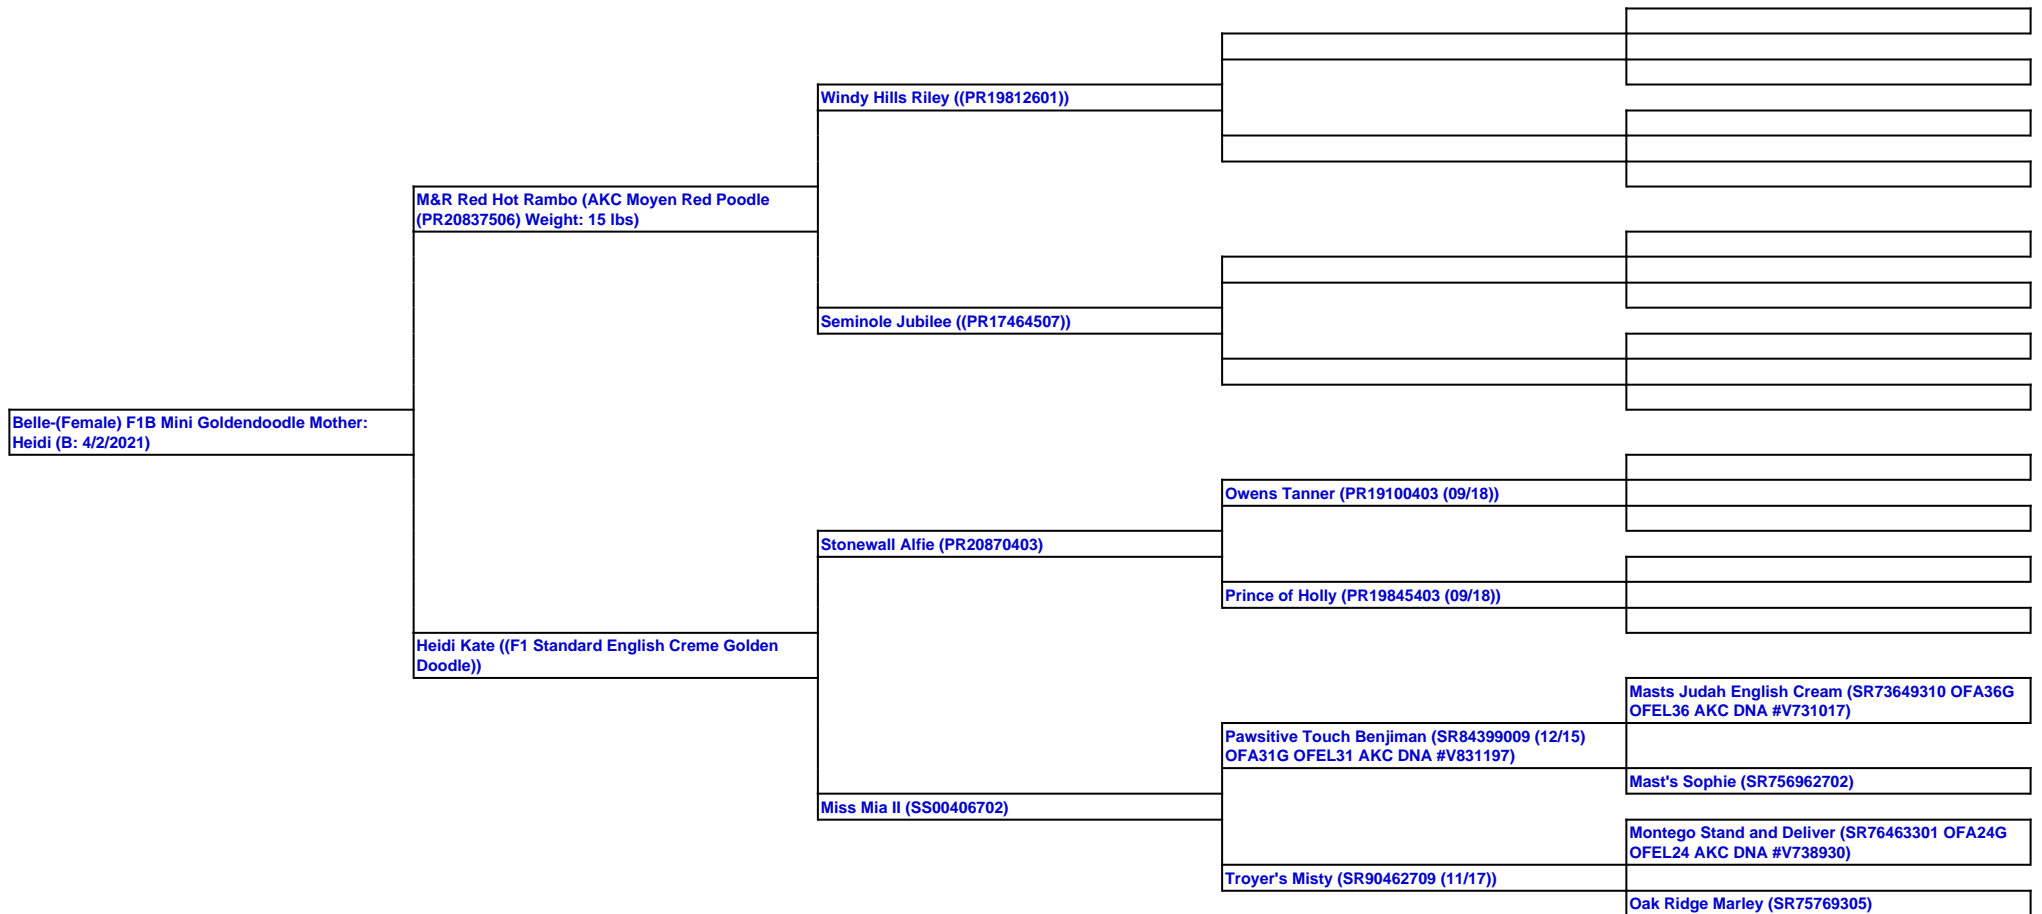 Windy Hills Riley ((PR19812601))
M&R Red Hot Rambo (AKC Moyen Red Poodle
(PR20837506) Weight: 15 lbs)
Seminole Jubilee ((PR17464507))
Belle-(Female) F1B Mini Goldendoodle Mother:
Heidi (B: 4/2/2021)
Owens Tanner (PR19100403 (09/18))
Stonewall Alfie (PR20870403)
Prince of Holly (PR19845403 (09/18))
Heidi Kate ((F1 Standard English Creme Golden
Doodle))
Masts Judah English Cream (SR73649310 OFA36G
OFEL36 AKC DNA #V731017)
Pawsitive Touch Benjiman (SR84399009 (12/15)
OFA31G OFEL31 AKC DNA #V831197)
Mast's Sophie (SR756962702)
Miss Mia II (SS00406702)
Montego Stand and Deliver (SR76463301 OFA24G
OFEL24 AKC DNA #V738930)
Troyer's Misty (SR90462709 (11/17))
Oak Ridge Marley (SR75769305)